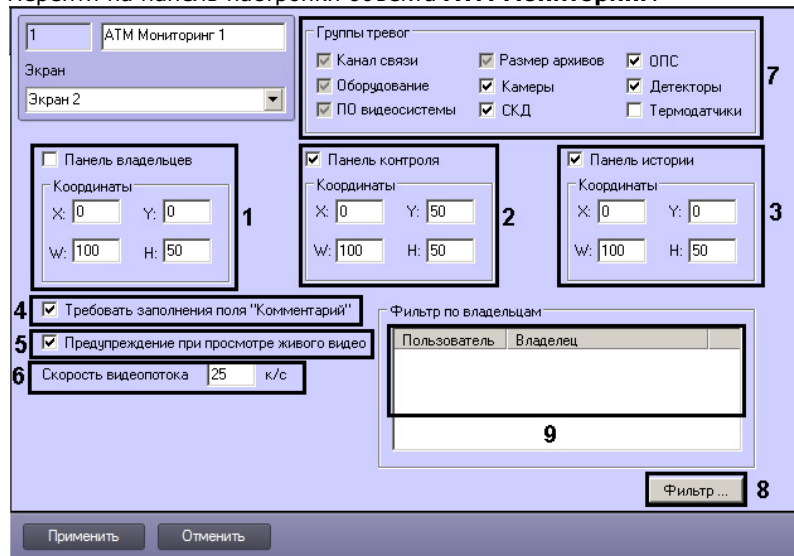 Перейти на панель настройки объекта АТМ Мониторинг.
1 АТМ Мониторинг 1
Экран
Экран 2
Группы тревог
Канал связи Размер архивов ОПС
Оборудование Камеры Детекторы
ПО видеосистемы СКД Термодатчики
7
Панель владельцев
Координаты
X: 0 Y: 0
W: 100 H: 50
1
Панель контроля
Координаты
X: 0 Y: 50
W: 100 H: 50
2
Панель истории
Координаты
X: 0 Y: 0
W: 100 H: 50
3
4 Требовать заполнения поля "Комментарий"
5 Предупреждение при просмотре живого видео
6 Скорость видеопотока 25 к/с
Фильтр по владельцам
Пользователь Владелец
9
Фильтр ... 8
Применить Отменить